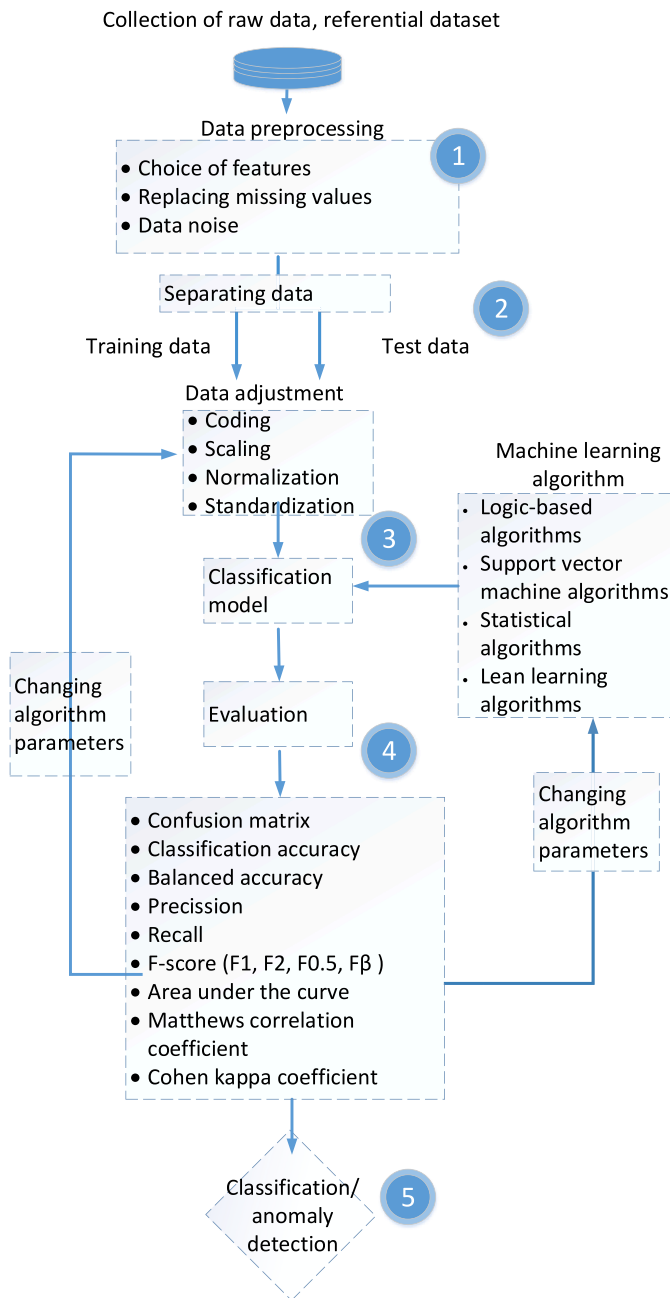 Collection of raw data, referential dataset
Data preprocessing
1
• Choice of features
• Replacing missing values
• Data noise
Separating data
2
Training data
Test data
Data adjustment
• Coding
• Scaling
• Normalization
• Standardization
Machine learning
algorithm
• Logic-based
algorithms
• Support vector
machine algorithms
• Statistical
algorithms
• Lean learning
algorithms
3
Classification
model
Changing
algorithm
parameters
Evaluation
4
Changing
algorithm
parameters
• Confusion matrix
• Classification accuracy
• Balanced accuracy
• Precission
• Recall
• F-score (F1, F2, F0.5, Fβ )
• Area under the curve
• Matthews correlation
coefficient
• Cohen kappa coefficient
Classification/
anomaly
detection
5